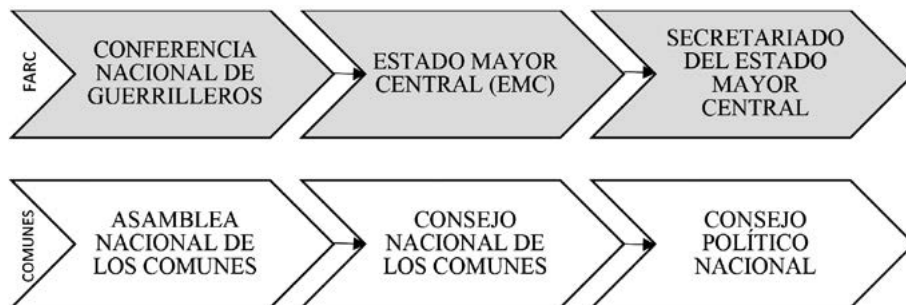 FARC
CONFERENCIA
NACIONAL DE
GUERRILLEROS
ESTADO MAYOR
CENTRAL (EMC)
SECRETARIADO
DEL ESTADO
MAYOR
CENTRAL
COMUNES
ASAMBLEA
NACIONAL DE
LOS COMUNES
CONSEJO
NACIONAL DE
LOS COMUNES
CONSEJO
POLÍTICO
NACIONAL